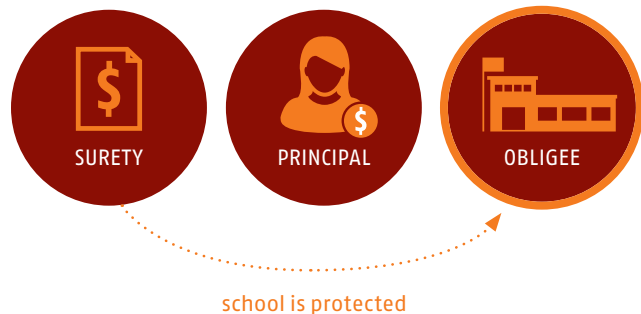 $
$
SURETY
PRINCIPAL
OBLIGEE
school is protected